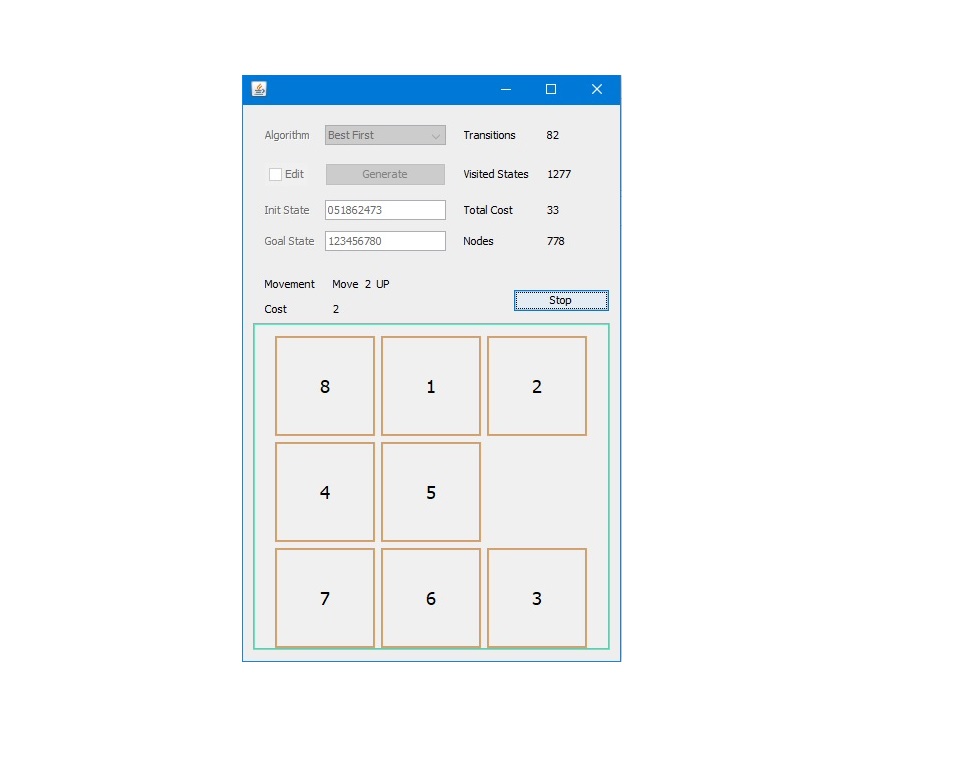 Algorithm Best First Transitions 82
Edit Generate Visited States 1277
Init State 051862473 Total Cost 33
Goal State 123456780 Nodes 778
Movement Move 2 UP
Stop
Cost 2
8 1 2
4 5
7 6 3